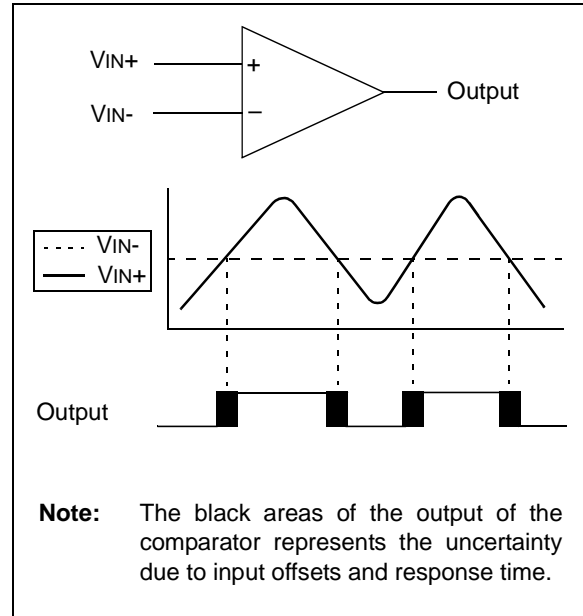 VIN+
+
Output
VIN-
−
VIN-
VIN+
Output
Note: The black areas of the output of the
comparator represents the uncertainty
due to input offsets and response time.